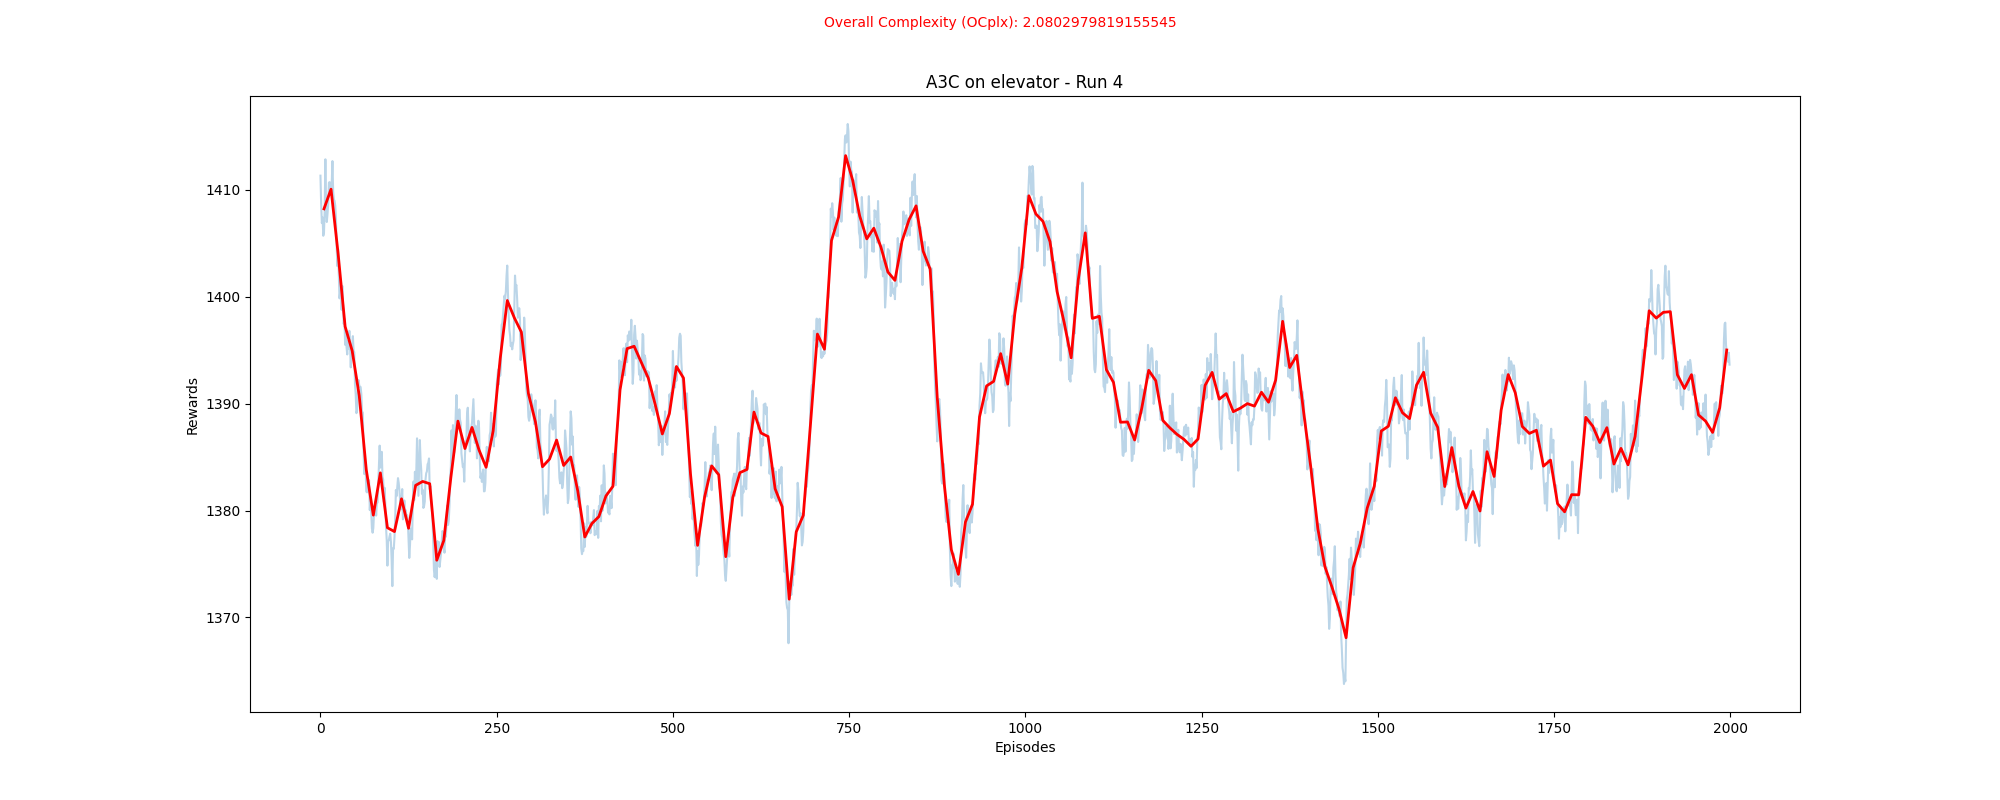 Overall Complexity (OCplx): 2.0802979819155545
A3C on elevator - Run 4
1410
1400
1390
1380
1370
Rewards
0 250 500 750 1000 1250 1500 1750 2000
Episodes